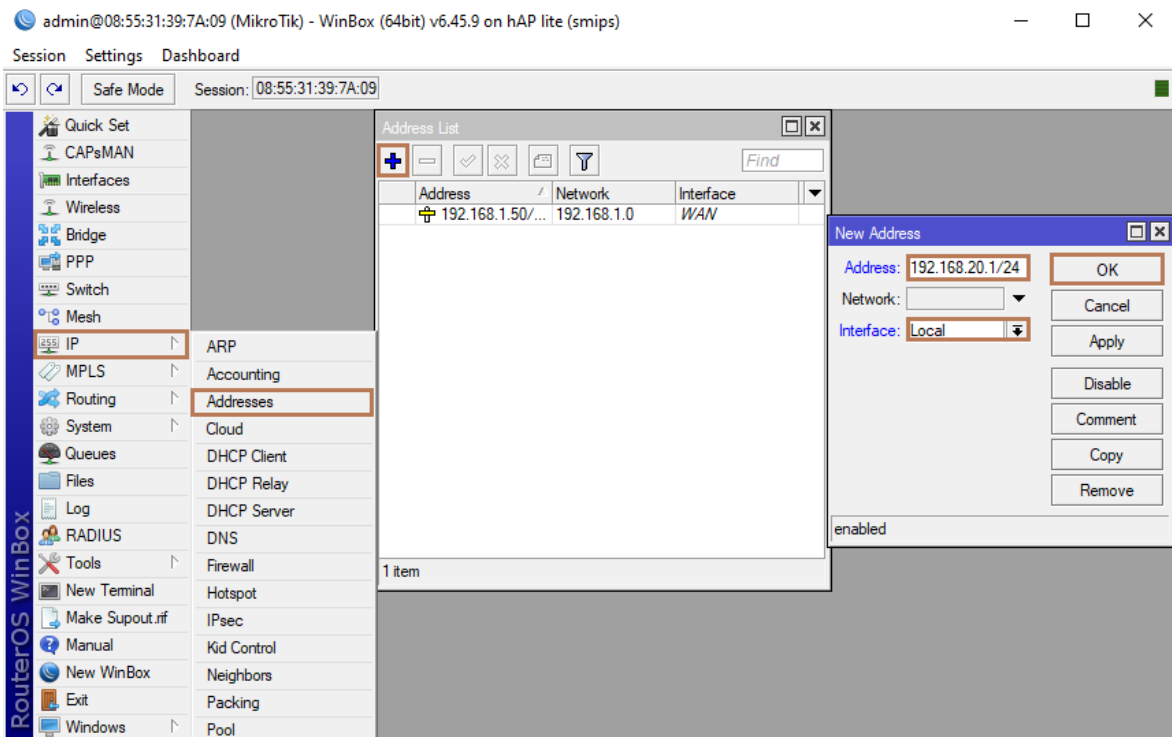 admin@08:55:31:39:7A:09 (MikroTik) - WinBox (64bit) v6.45.9 on hAP lite (smips)
Session Settings Dashboard
Safe Mode Session: 08:55:31:39:7A:09
RouterOS WinBox
Quick Set
CAPsMAN
Interfaces
Wireless
Bridge
PPP
Switch
Mesh
255 IP
MPLS
Routing
System
Queues
Files
Log
RADIUS
Tools
New Terminal
Make Supout.rif
Manual
New WinBox
Exit
Windows
ARP
Accounting
Addresses
Cloud
DHCP Client
DHCP Relay
DHCP Server
DNS
Firewall
Hotspot
IPsec
Kid Control
Neighbors
Packing
Pool
Address List
Find
Address Network Interface
192.168.1.50/... 192.168.1.0 WAN
1 item
New Address
Address: 192.168.20.1/24
Network:
Interface: Local
OK
Cancel
Apply
Disable
Comment
Copy
Remove
enabled